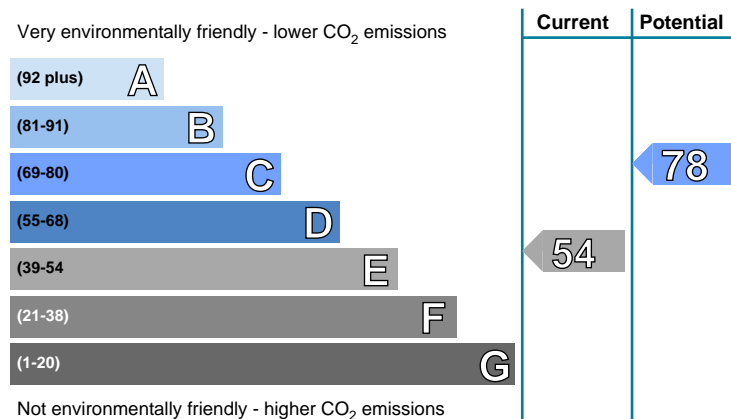 Current Potential
Very environmentally friendly - lower CO₂ emissions
(92 plus) A
(81-91) B
(69-80) C
78
(55-68) D
(39-54 E
54
(21-38) F
(1-20) G
Not environmentally friendly - higher CO₂ emissions